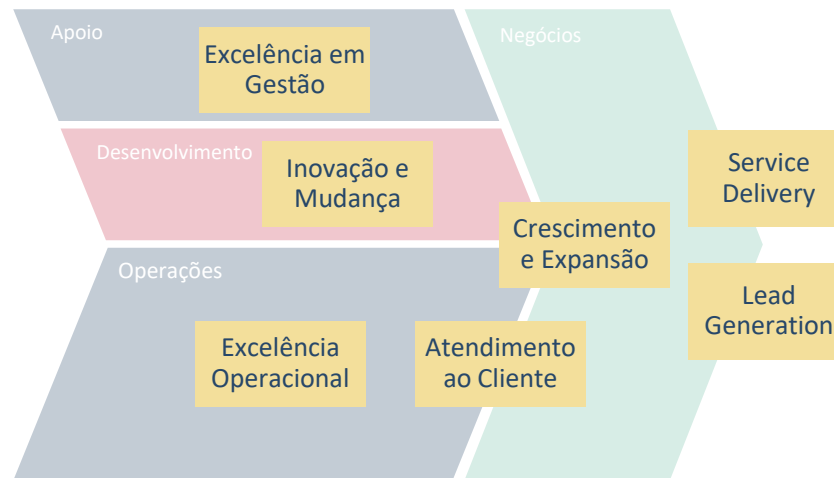 Apoio
Excelência em
Gestão
Negócios
Desenvolvimento
Inovação e
Mudança
Service
Delivery
Crescimento
e Expansão
Operações
Lead
Generation
Excelência
Operacional
Atendimento
ao Cliente